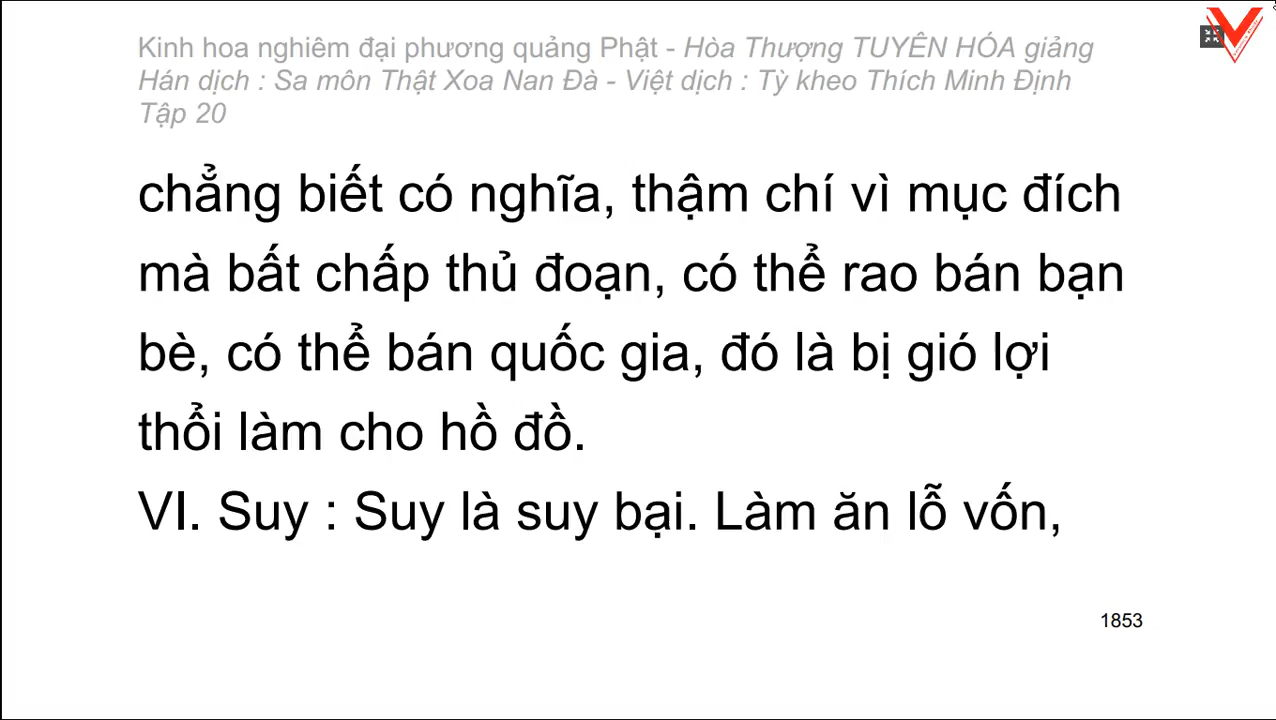 Kinh hoa nghiêm đại phương quảng Phật - Hòa Thượng TUYÊN HÓA giảng
Hán dịch : Sa môn Thật Xoa Nan Đà - Việt dịch : Tỳ kheo Thích Minh Định
Tập 20
chẳng biết có nghĩa, thậm chí vì mục đích
mà bất chấp thủ đoạn, có thể rao bán bạn
bè, có thể bán quốc gia, đó là bị gió lợi
thổi làm cho hồ đồ.
VI. Suy : Suy là suy bại. Làm ăn lỗ vốn,
1853